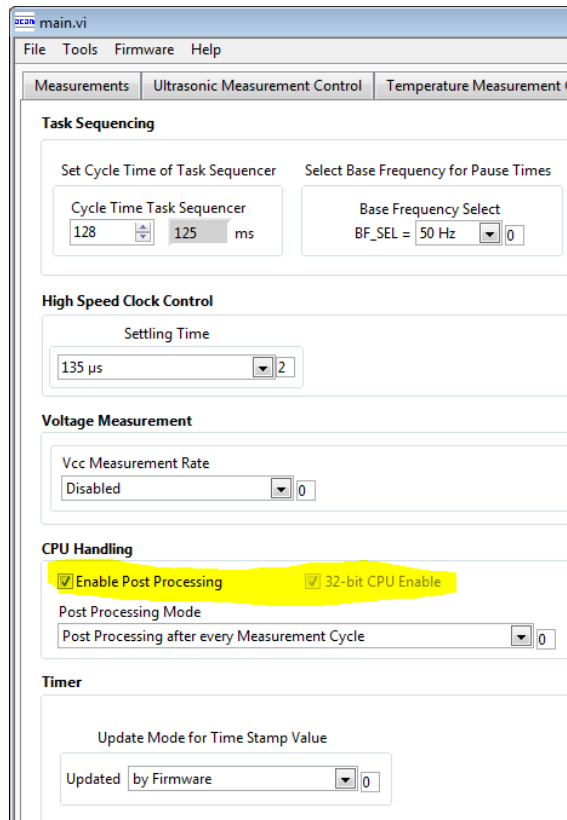 acan main.vi
File Tools Firmware Help
Measurements Ultrasonic Measurement Control Temperature Measurement
Task Sequencing
Set Cycle Time of Task Sequencer Select Base Frequency for Pause Times
Cycle Time Task Sequencer Base Frequency Select
128 125 ms BF_SEL = 50 Hz 0
High Speed Clock Control
Settling Time
135 µs 2
Voltage Measurement
Vcc Measurement Rate
Disabled 0
CPU Handling
Enable Post Processing 32-bit CPU Enable
Post Processing Mode
Post Processing after every Measurement Cycle 0
Timer
Update Mode for Time Stamp Value
Updated by Firmware 0